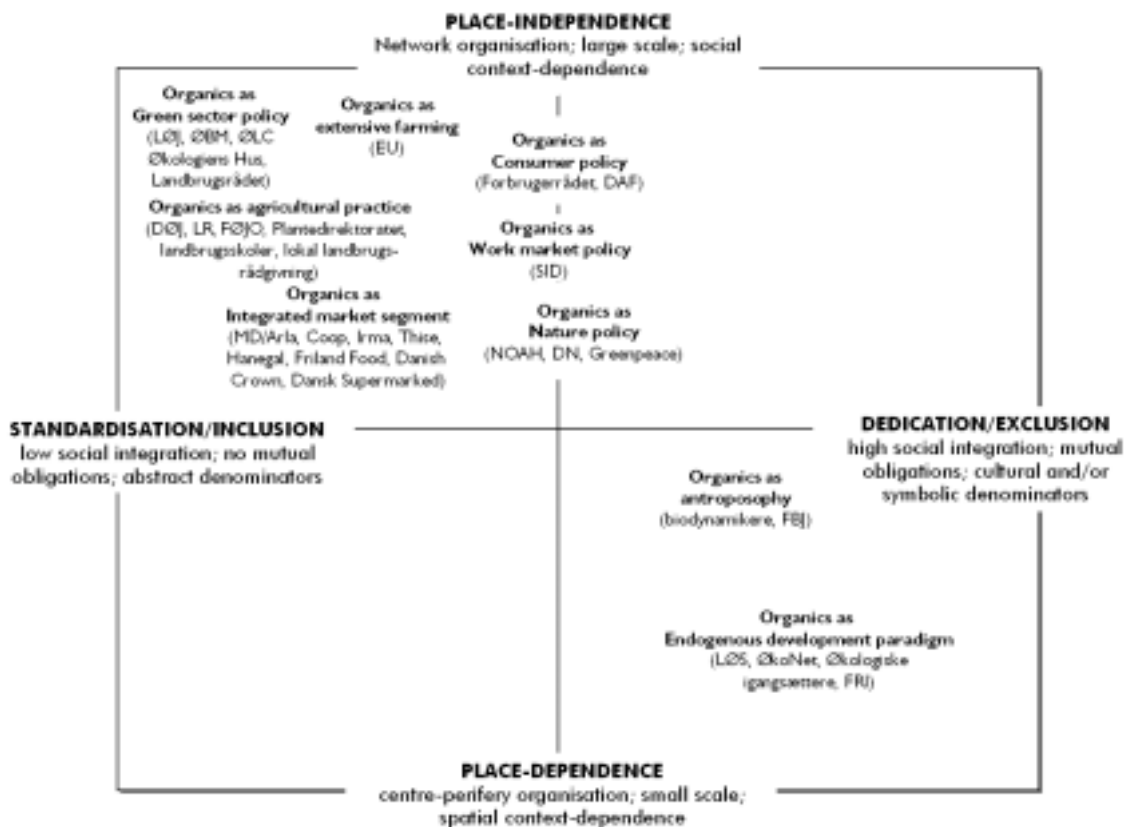 PLACE-INDEPENDENCE
Network organisation; large scale; social
context-dependence
Organics as
Green sector policy
(LØJ, ØBM, ØLC
Økologiens Hus,
Landbrugsrådet)
Organics as
extensive farming
(EU)
Organics as
Consumer policy
(Forbrugerrådet, DAF)
Organics as agricultural practice
(DØJ, LR, FØJO, Plantedirektoratet,
landbrugsskoler, lokal landbrugs-
rådgivning)
Organics as
Work market policy
(SID)
Organics as
Integrated market segment
(MD/Arla, Coop, Irma, Thise,
Hanegal, Friland Food, Danish
Crown, Dansk Supermarked)
Organics as
Nature policy
(NOAH, DN, Greenpeace)
STANDARDISATION/INCLUSION
low social integration; no mutual
obligations; abstract denominators
DEDICATION/EXCLUSION
high social integration; mutual
obligations; cultural and/or
symbolic denominators
Organics as
antroposophy
(biodynamikere, FBJ)
Organics as
Endogenous development paradigm
(LØS, ØkoNet, Økologiske
igangsættere, FRJ)
PLACE-DEPENDENCE
centre-perifery organisation; small scale;
spatial context-dependence